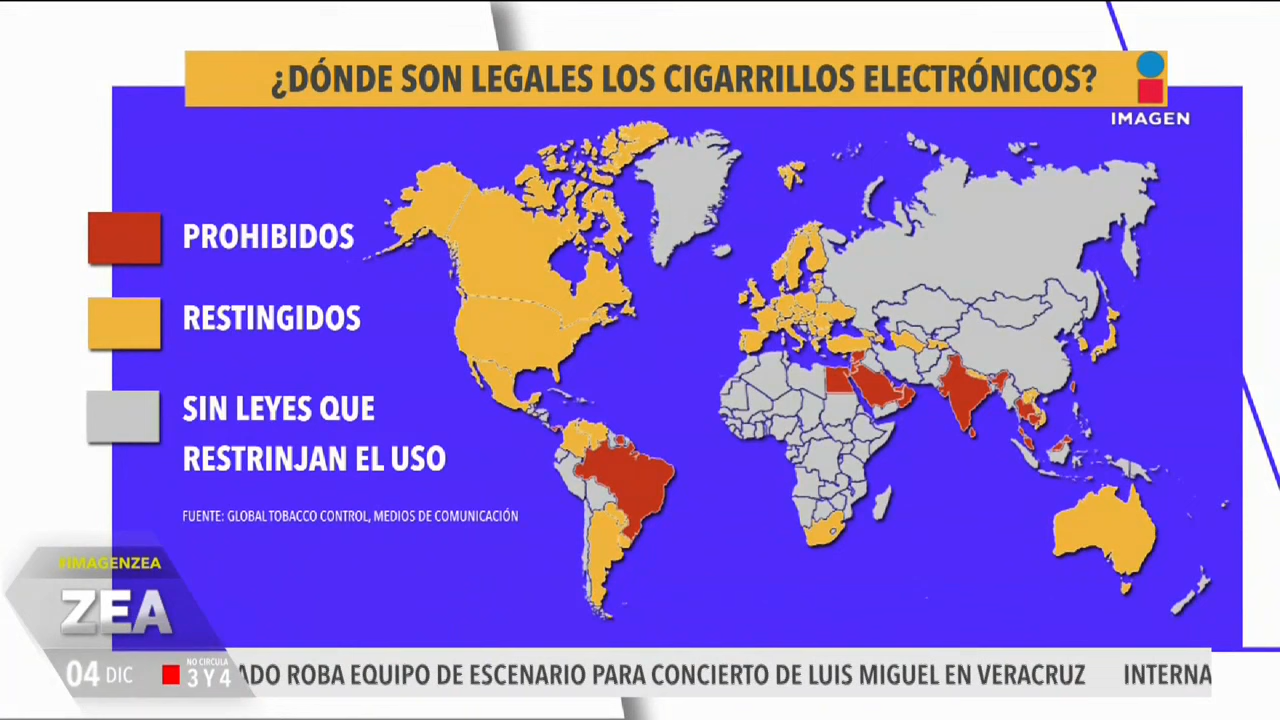 ¿DÓNDE SON LEGALES LOS CIGARRILLOS ELECTRÓNICOS?
IMAGEN
PROHIBIDOS
RESTINGIDOS
SIN LEYES QUE
RESTRINJAN EL USO
FUENTE: GLOBAL TOBACCO CONTROL, MEDIOS DE COMUNICACIÓN
#IMAGENZEA
ZEA
04 DIC
NO CIRCULA
3 Y 4
ADO ROBA EQUIPO DE ESCENARIO PARA CONCIERTO DE LUIS MIGUEL EN VERACRUZ INTERNA